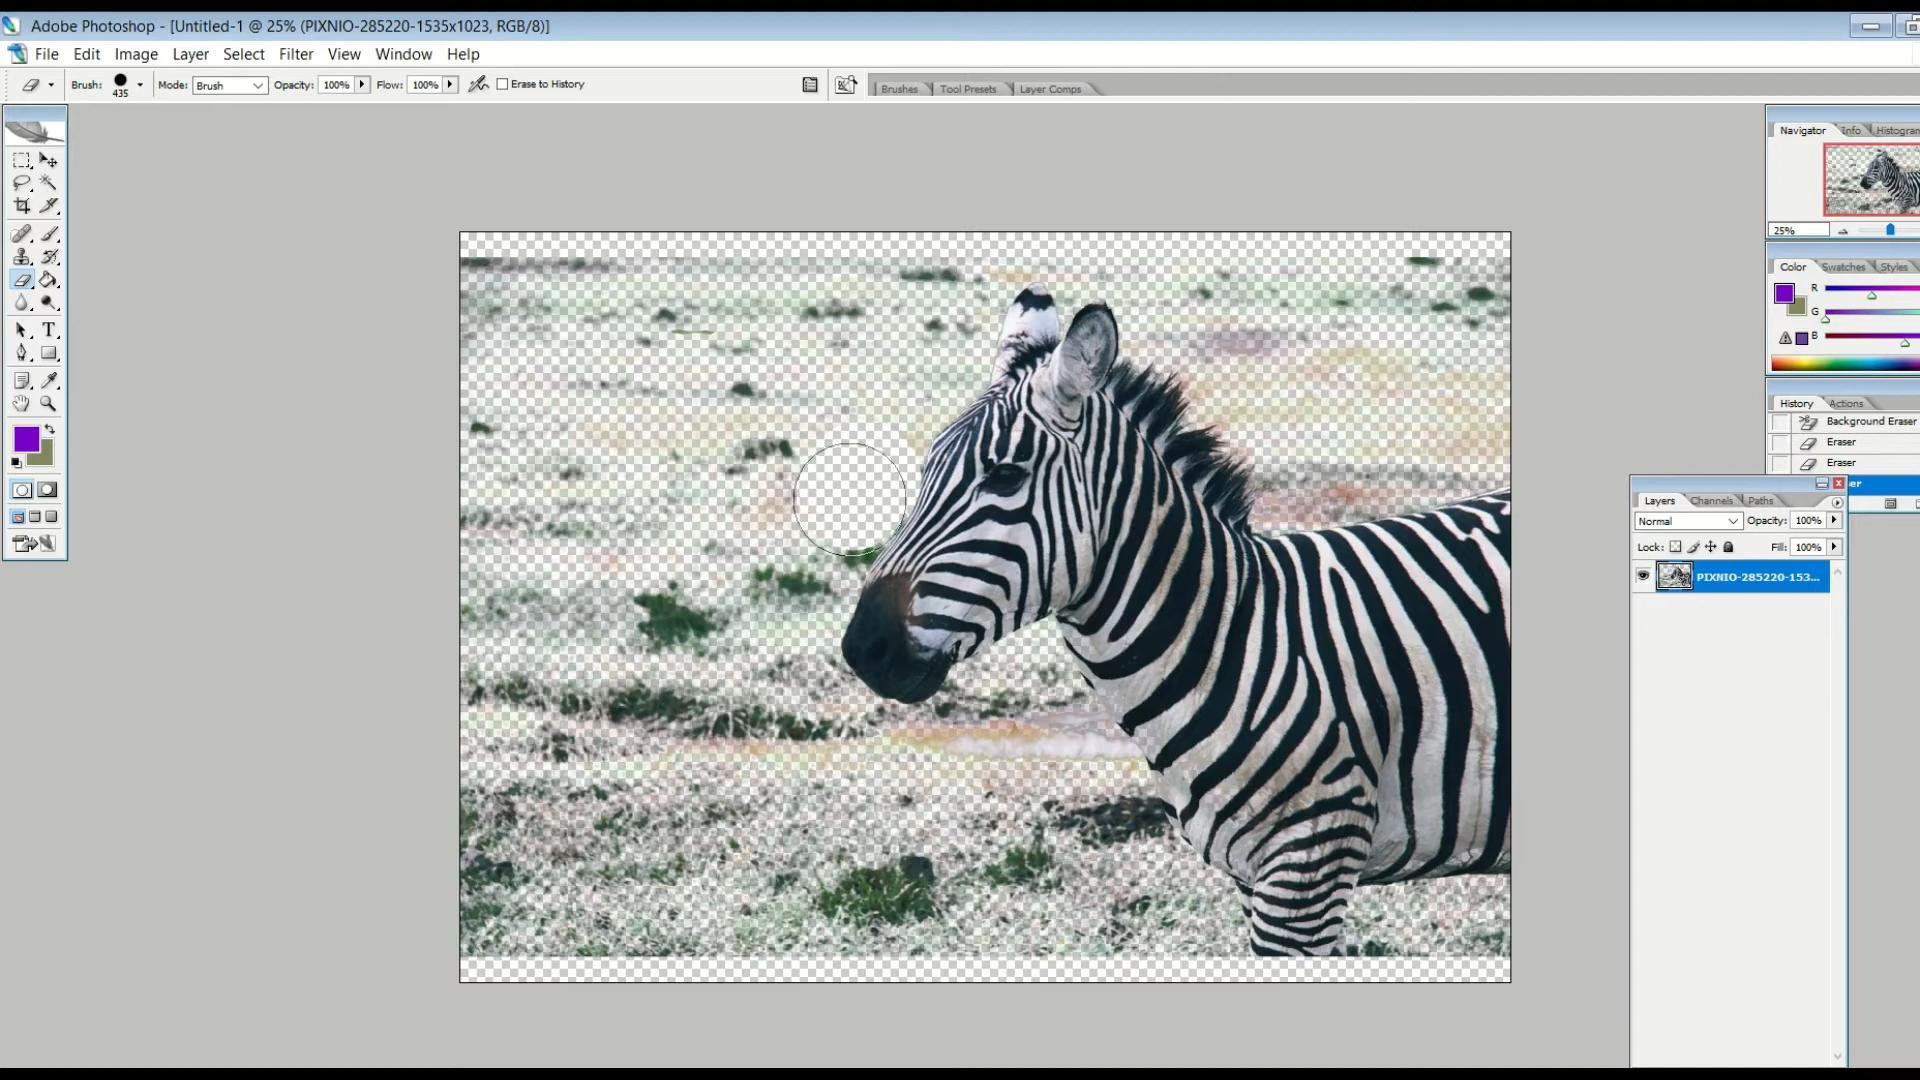 Adobe Photoshop - [Untitled-1 @ 25% (PIXNIO-285220-1535x1023, RGB/8)]
File Edit Image Layer Select Filter View Window Help
Brush: 435 Mode: Brush Opacity: 100% Flow: 100% Erase to History
Brushes Tool Presets Layer Comps
Navigator Info Histogram
25%
Color Swatches Styles
R
G
B
History Actions
Background Eraser
Eraser
Eraser
ser
Layers Channels Paths
Normal Opacity: 100%
Lock: Fill: 100%
PIXNIO-285220-153...